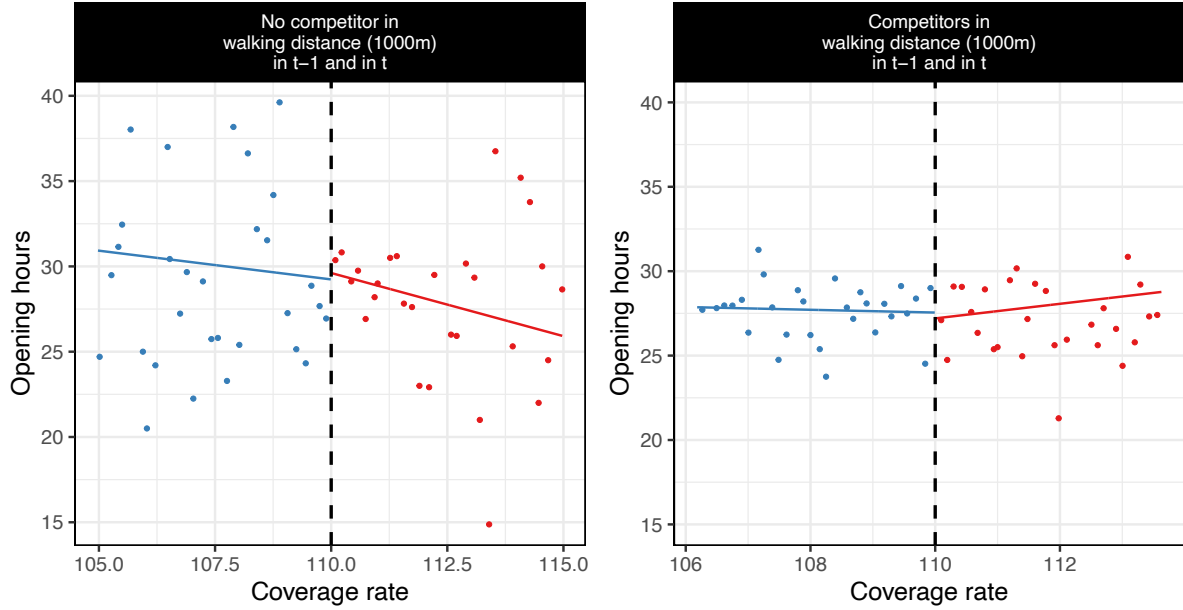 No competitor in
walking distance (1000m)
in t−1 and in t
40
35
30
25
20
15
Opening hours
105.0 107.5 110.0 112.5 115.0
Coverage rate
Competitors in
walking distance (1000m)
in t−1 and in t
40
35
30
25
20
15
Opening hours
106 108 110 112
Coverage rate